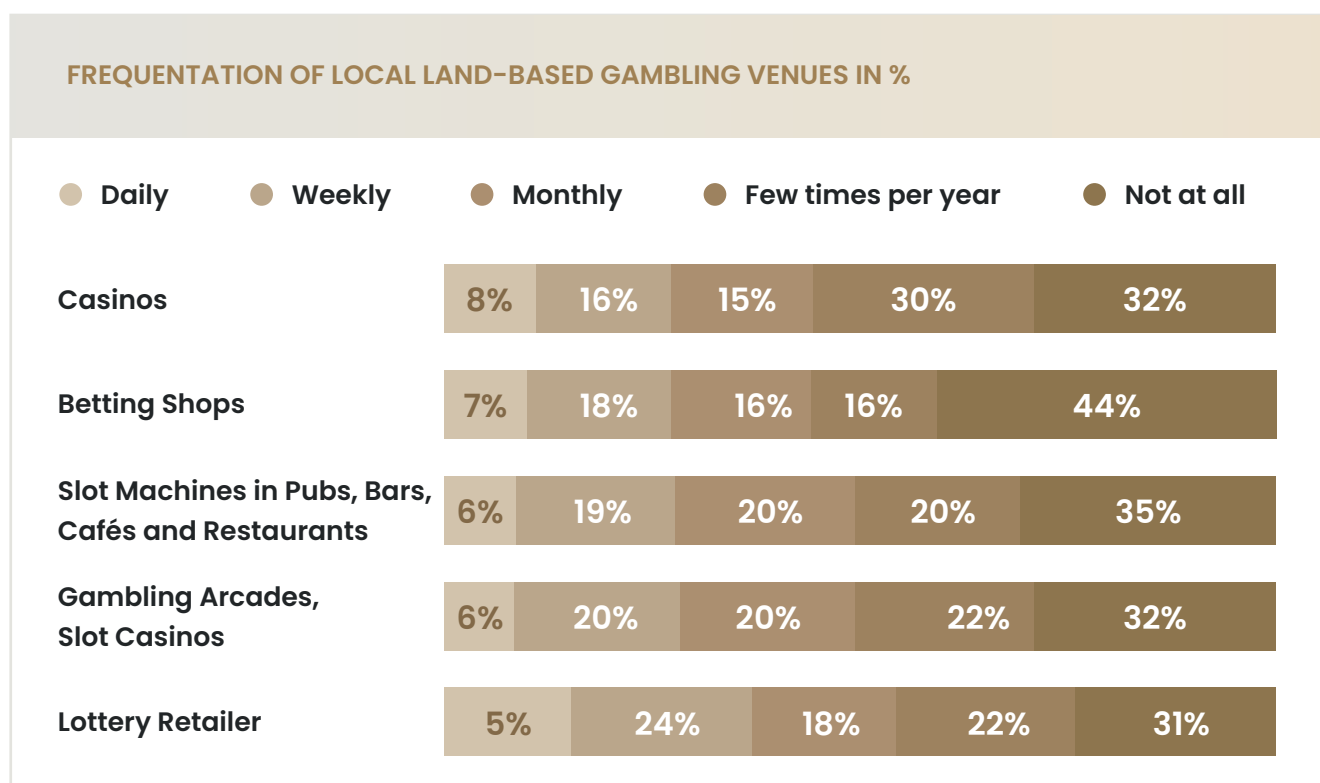 FREQUENTATION OF LOCAL LAND-BASED GAMBLING VENUES IN %
Daily Weekly Monthly Few times per year Not at all
Casinos 8% 16% 15% 30% 32%
Betting Shops 7% 18% 16% 16% 44%
Slot Machines in Pubs, Bars,
Cafés and Restaurants 6% 19% 20% 20% 35%
Gambling Arcades,
Slot Casinos 6% 20% 20% 22% 32%
Lottery Retailer 5% 24% 18% 22% 31%